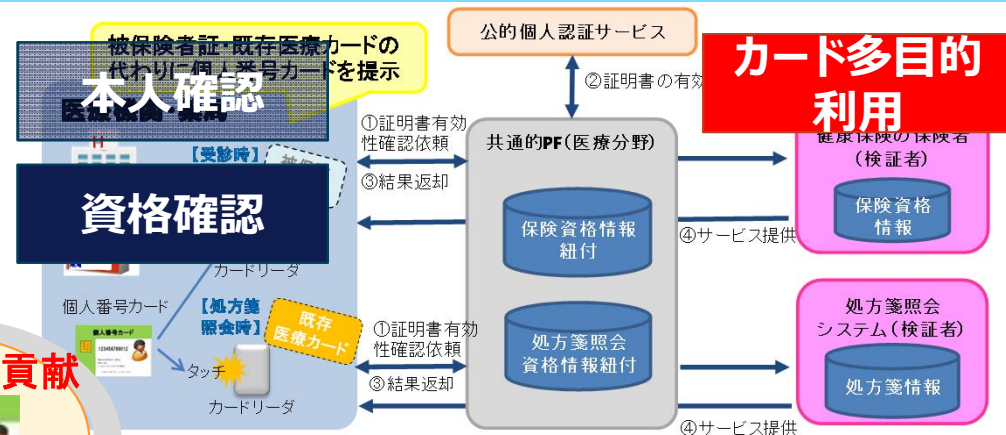 公的個人認証サービス
被保険者証・既存医療カードの
代わりに個人番号カードを提示
本人確認
カード多目的
利用
②証明書の有効
①証明書有効
性確認依頼
共通的PF(医療分野)
健康保険の保険者
(検証者)
【受診時】
③結果返却
資格確認
保険資格情報
紐付
保険資格
情報
④サービス提供
カードリーダ
個人番号カード
【処方箋
照会時】
既存
医療カード
個人番号カード
123456789012
タッチ
カードリーダ
①証明書有効
性確認依頼
③結果返却
処方箋照会
資格情報紐付
処方箋照会
システム(検証者)
処方箋情報
④サービス提供
貢献